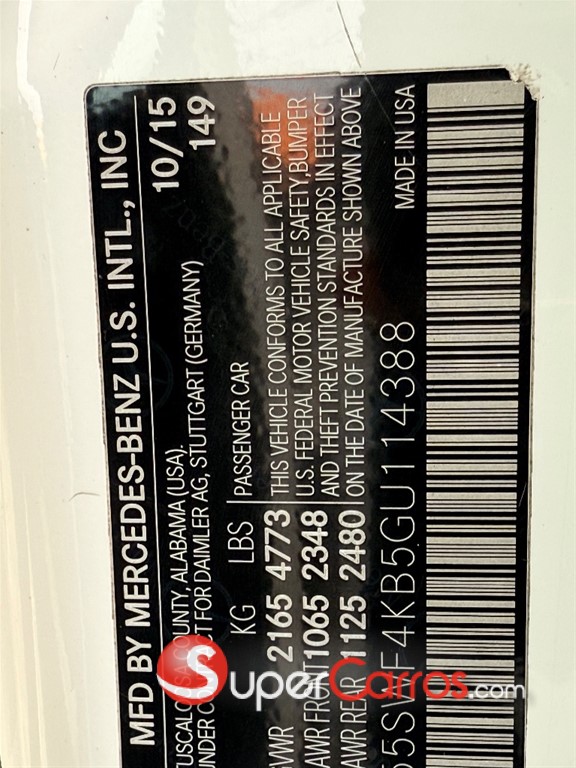 MFD BY MERCEDES-BENZ U.S. INTL., INC
10/15
149
COUNTY, ALABAMA (USA),
UNDER FOR DAIMLER AG, STUTTGART (GERMANY)
KG LBS PASSENGER CAR
2165 4773
1065 2348
REAR 1125 2480
THIS VEHICLE CONFORMS TO ALL APPLICABLE
U.S. FEDERAL MOTOR VEHICLE SAFETY, BUMPER
AND THEFT PREVENTION STANDARDS IN EFFECT
ON THE DATE OF MANUFACTURE SHOWN ABOVE
MADE IN USA
F4KB5GU114388
SuperCarros.com